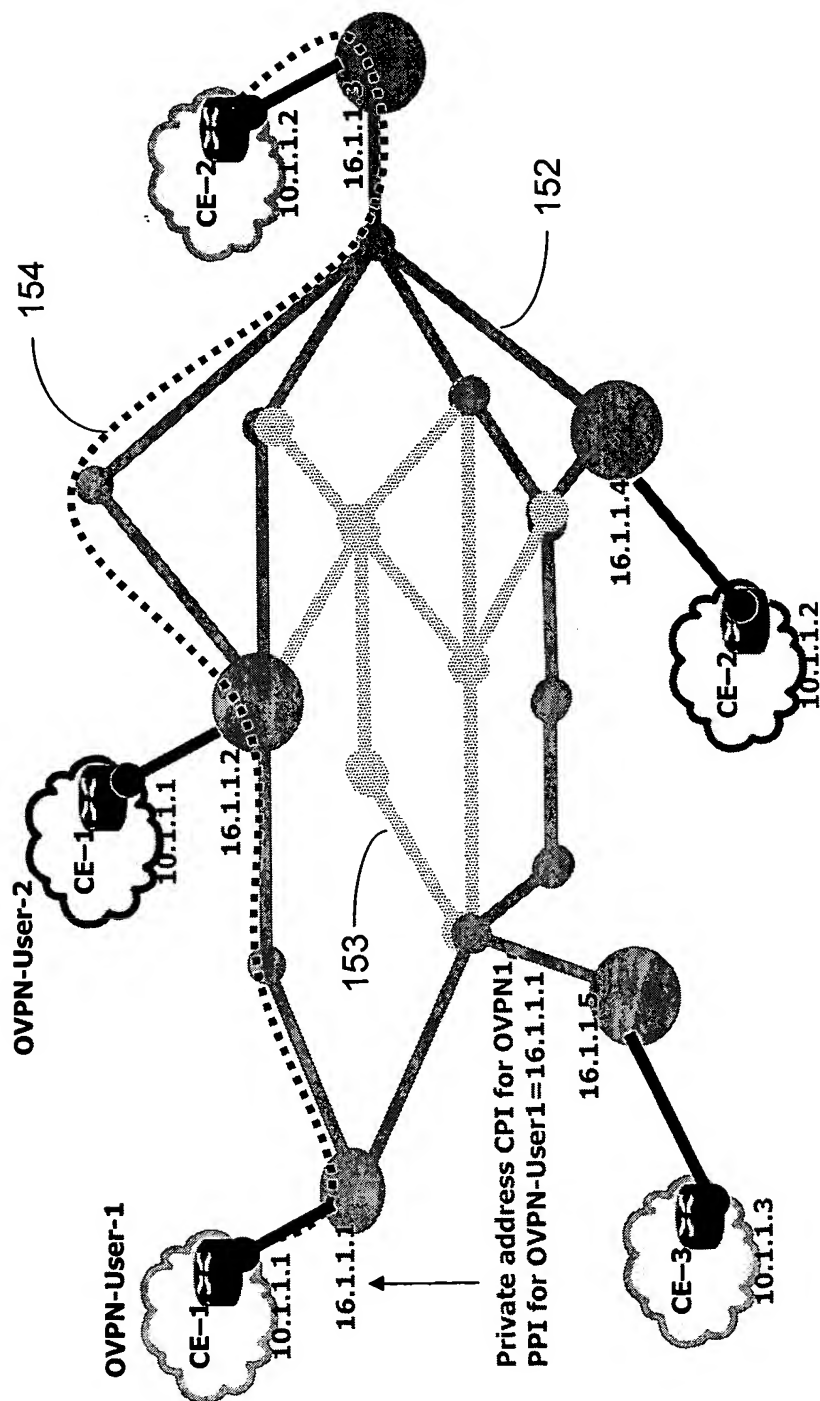 OVPN-User-1
CE-1
10.1.1.1
16.1.1.1
Private address CPI for OVPN1,
PPI for OVPN-User1=16.1.1.1
OVPN-User-2
CE-1
10.1.1.1
16.1.1.2
153
154
CE-2
10.1.1.2
16.1.1.3
152
16.1.1.4
CE-2
10.1.1.2
16.1.1.5
CE-3
10.1.1.3